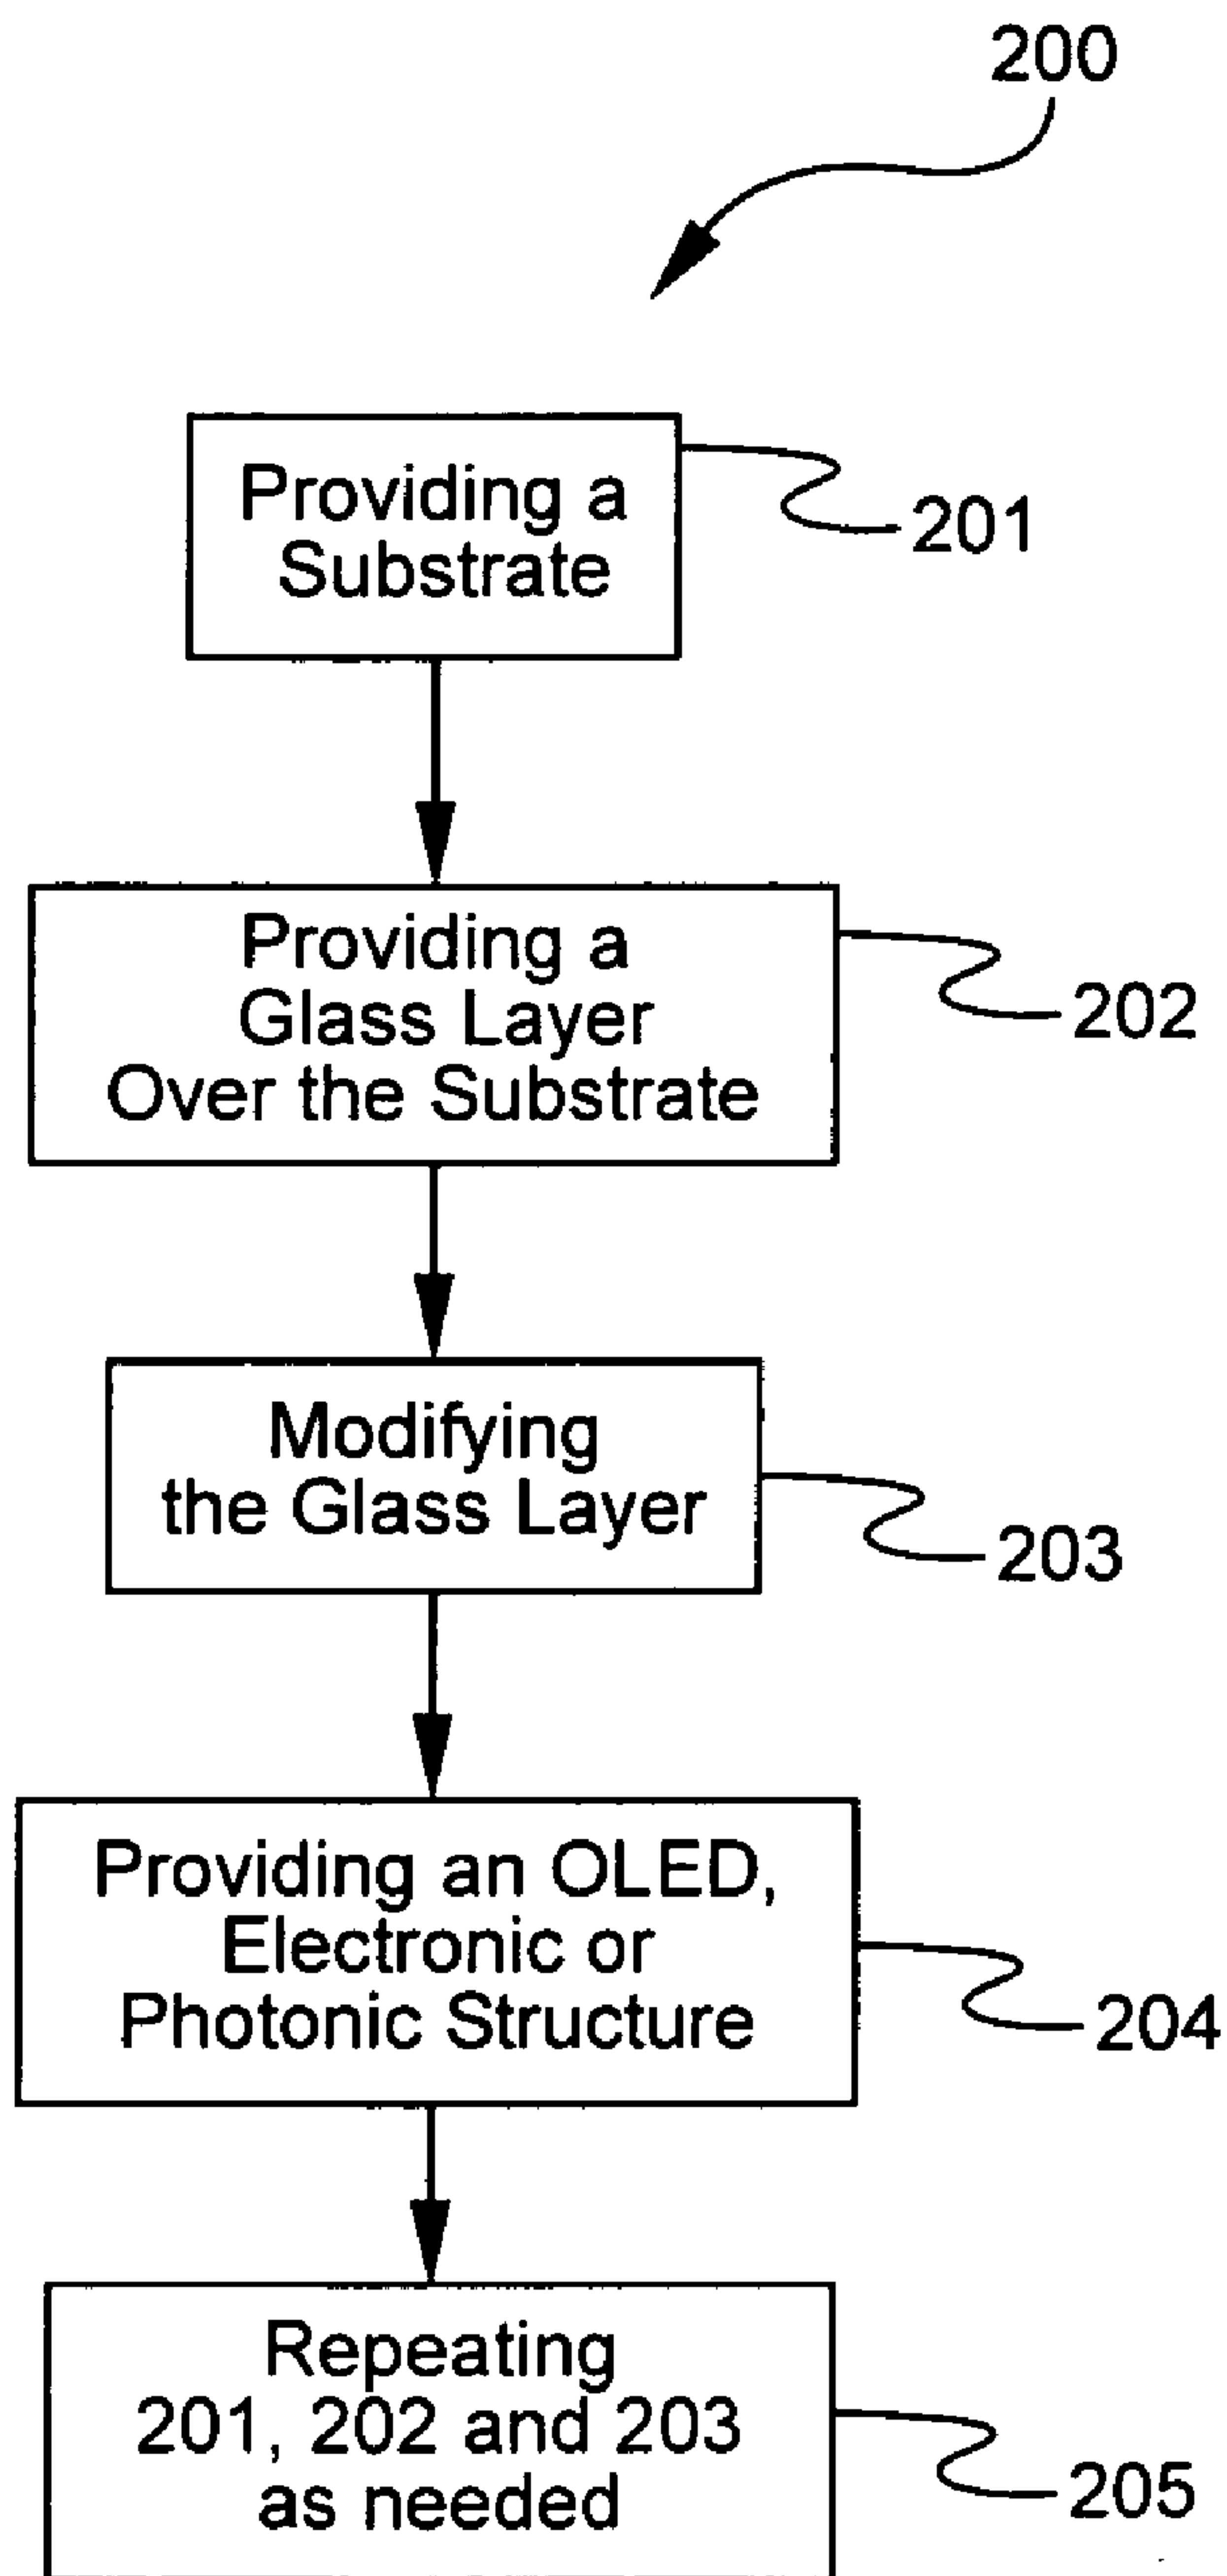 200
Providing a
Substrate
201
Providing a
Glass Layer
Over the Substrate
202
Modifying
the Glass Layer
203
Providing an OLED,
Electronic or
Photonic Structure
204
Repeating
201, 202 and 203
as needed
205